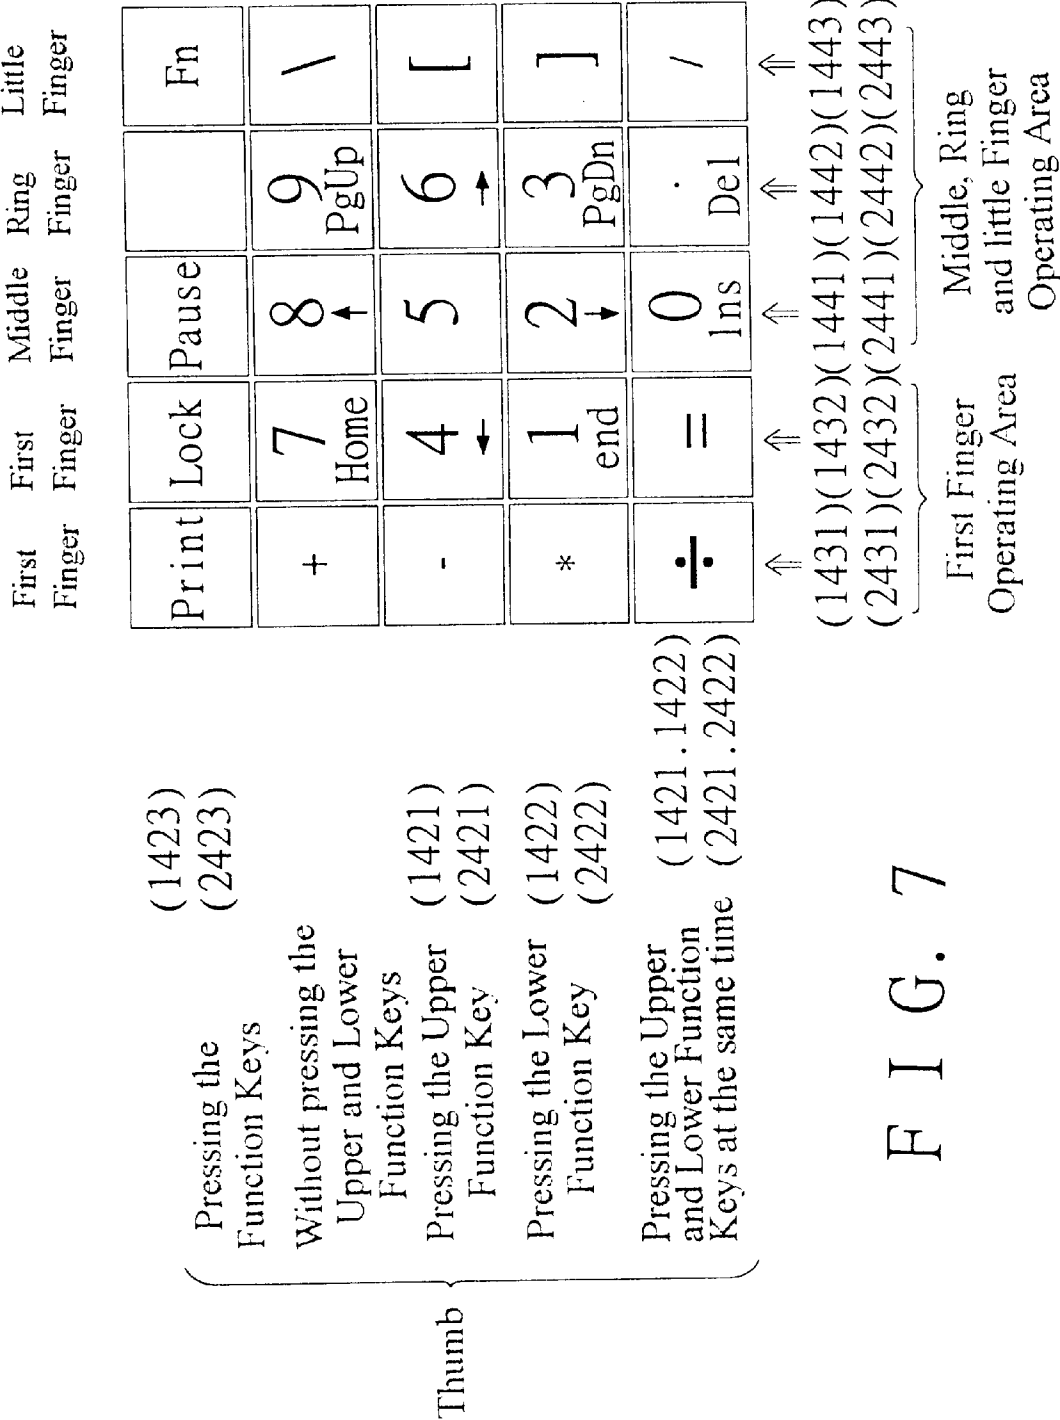 First First Middle Ring Little
Finger Finger Finger Finger Finger
Pressing the (1423) Print Lock Pause Fn
Function Keys (2423)
Without pressing the + 7 8 9 \
Upper and Lower Home ↑ PgUp
Function Keys
Pressing the Upper (1421) - 4 5 6 [
Function Key (2421) ← →
Pressing the Lower (1422) * 1 2 3 ]
Function Key (2422) end ↓ PgDn
Pressing the Upper (1421.1422) ÷ = 0 . /
and Lower Function (2421.2422) Ins Del
Keys at the same time
Thumb
⇑ ⇑ ⇑ ⇑ ⇑
(1431)(1432)(1441)(1442)(1443)
(2431)(2432)(2441)(2442)(2443)
First Finger
Operating Area
Middle, Ring
and little Finger
Operating Area
FIG. 7